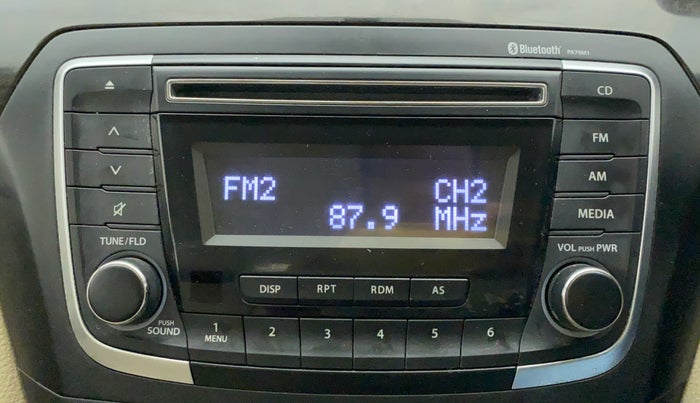 Bluetooth PA79M1
CD
FM
AM
MEDIA
FM2 CH2
87.9 MHz
TUNE/FLD
VOL PUSH PWR
DISP RPT RDM AS
PUSH SOUND
1 MENU 2 3 4 5 6